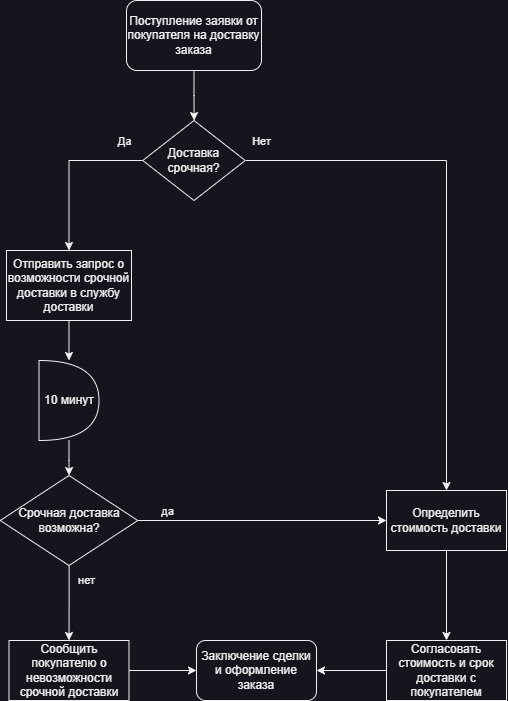 Поступление заявки от
покупателя на доставку
заказа
Да
Нет
Доставка
срочная?
Отправить запрос о
возможности срочной
доставки в службу
доставки
10 минут
Срочная доставка
возможна?
да
Определить
стоимость доставки
нет
Сообщить
покупателю о
невозможности
срочной доставки
Заключение сделки
и оформление
заказа
Согласовать
стоимость и срок
доставки с
покупателем